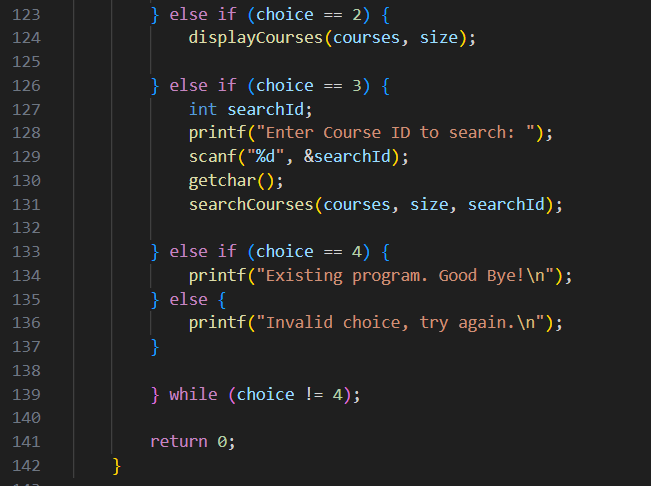 123 } else if (choice == 2) {
124 displayCourses(courses, size);
125
126 } else if (choice == 3) {
127 int searchId;
128 printf("Enter Course ID to search: ");
129 scanf("%d", &searchId);
130 getchar();
131 searchCourses(courses, size, searchId);
132
133 } else if (choice == 4) {
134 printf("Existing program. Good Bye!\n");
135 } else {
136 printf("Invalid choice, try again.\n");
137 }
138
139 } while (choice != 4);
140
141 return 0;
142 }